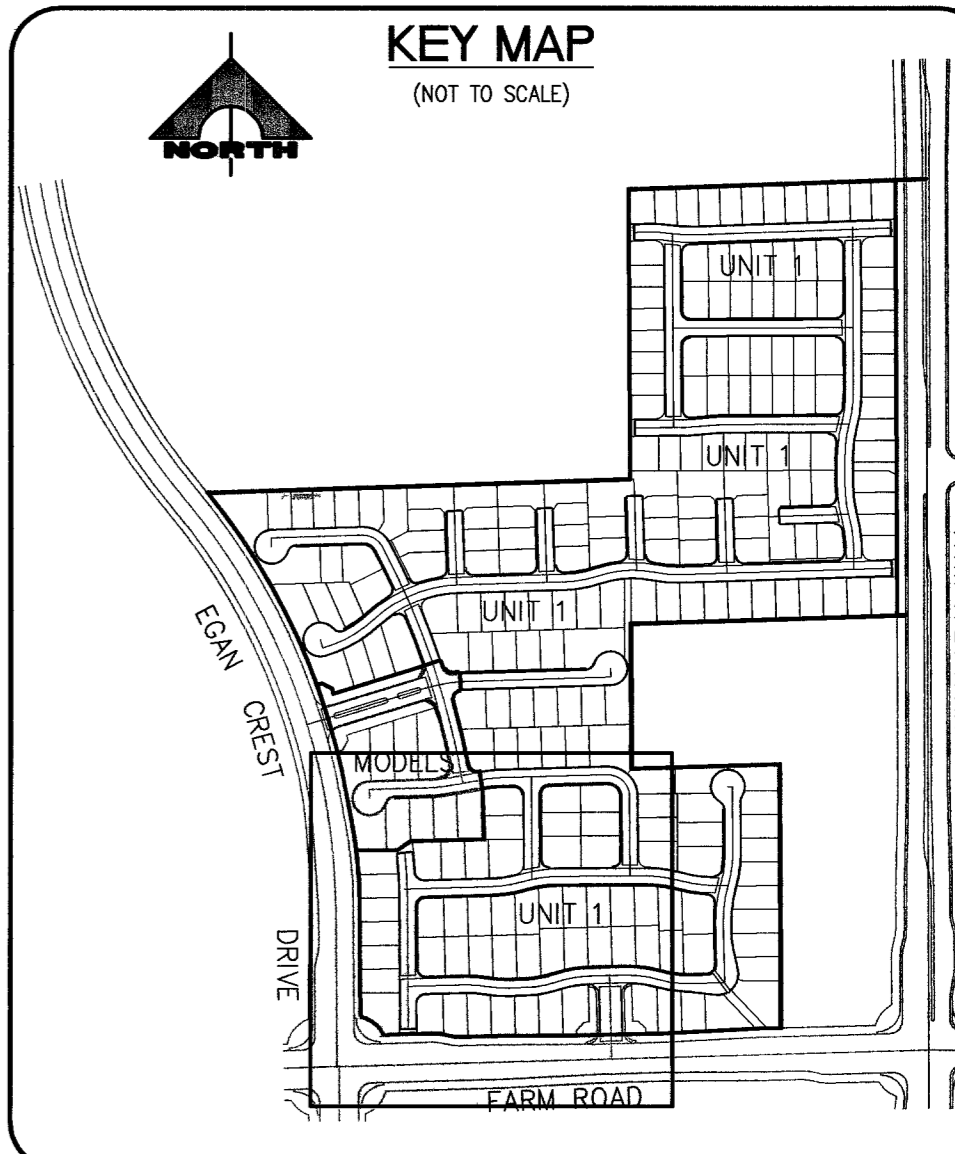 KEY MAP
(NOT TO SCALE)
NORTH
UNIT 1
UNIT 1
UNIT 1
EGAN
CREST
MODELS
UNIT 1
DRIVE
FARM ROAD